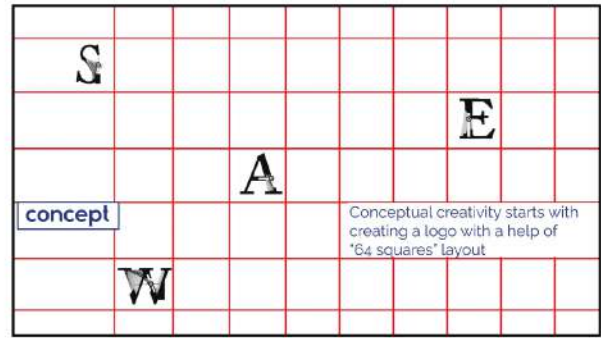 S
E
A
concept
Conceptual creativity starts with
creating a logo with a help of
"64 squares" layout
W